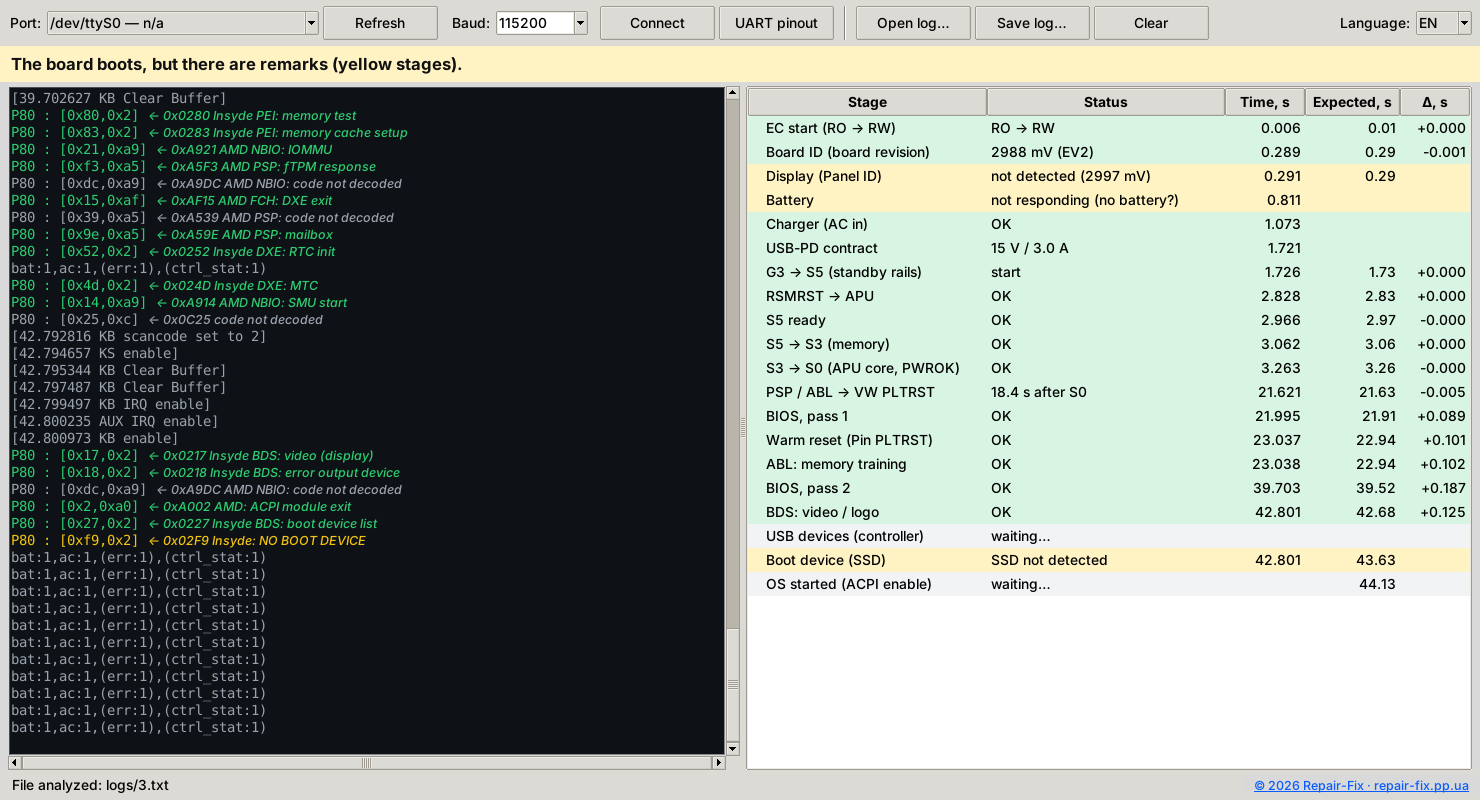 Port: /dev/ttyS0 — n/a Refresh Baud: 115200 Connect UART pinout Open log... Save log... Clear Language: EN
The board boots, but there are remarks (yellow stages).
[39.702627 KB Clear Buffer]
P80 : [0x80,0x2] ← 0x0280 Insyde PEI: memory test
P80 : [0x83,0x2] ← 0x0283 Insyde PEI: memory cache setup
P80 : [0x21,0xa9] ← 0xA921 AMD NBIO: IOMMU
P80 : [0xf3,0xa5] ← 0xA5F3 AMD PSP: fTPM response
P80 : [0xdc,0xa9] ← 0xA9DC AMD NBIO: code not decoded
P80 : [0x15,0xaf] ← 0xAF15 AMD FCH: DXE exit
P80 : [0x39,0xa5] ← 0xA539 AMD PSP: code not decoded
P80 : [0x9e,0xa5] ← 0xA59E AMD PSP: mailbox
P80 : [0x52,0x2] ← 0x0252 Insyde DXE: RTC init
bat:1,ac:1,(err:1),(ctrl_stat:1)
P80 : [0x4d,0x2] ← 0x024D Insyde DXE: MTC
P80 : [0x14,0xa9] ← 0xA914 AMD NBIO: SMU start
P80 : [0x25,0xc] ← 0x0C25 code not decoded
[42.792816 KB scancode set to 2]
[42.794657 KS enable]
[42.795344 KB Clear Buffer]
[42.797487 KB Clear Buffer]
[42.799497 KB IRQ enable]
[42.800235 AUX IRQ enable]
[42.800973 KB enable]
P80 : [0x17,0x2] ← 0x0217 Insyde BDS: video (display)
P80 : [0x18,0x2] ← 0x0218 Insyde BDS: error output device
P80 : [0xdc,0xa9] ← 0xA9DC AMD NBIO: code not decoded
P80 : [0x2,0xa0] ← 0xA002 AMD: ACPI module exit
P80 : [0x27,0x2] ← 0x0227 Insyde BDS: boot device list
P80 : [0xf9,0x2] ← 0x02F9 Insyde: NO BOOT DEVICE
bat:1,ac:1,(err:1),(ctrl_stat:1)
bat:1,ac:1,(err:1),(ctrl_stat:1)
bat:1,ac:1,(err:1),(ctrl_stat:1)
bat:1,ac:1,(err:1),(ctrl_stat:1)
bat:1,ac:1,(err:1),(ctrl_stat:1)
bat:1,ac:1,(err:1),(ctrl_stat:1)
bat:1,ac:1,(err:1),(ctrl_stat:1)
bat:1,ac:1,(err:1),(ctrl_stat:1)
bat:1,ac:1,(err:1),(ctrl_stat:1)
bat:1,ac:1,(err:1),(ctrl_stat:1)
bat:1,ac:1,(err:1),(ctrl_stat:1)
Stage Status Time, s Expected, s Δ, s
EC start (RO → RW) RO → RW 0.006 0.01 +0.000
Board ID (board revision) 2988 mV (EV2) 0.289 0.29 -0.001
Display (Panel ID) not detected (2997 mV) 0.291 0.29
Battery not responding (no battery?) 0.811
Charger (AC in) OK 1.073
USB-PD contract 15 V / 3.0 A 1.721
G3 → S5 (standby rails) start 1.726 1.73 +0.000
RSMRST → APU OK 2.828 2.83 +0.000
S5 ready OK 2.966 2.97 -0.000
S5 → S3 (memory) OK 3.062 3.06 +0.000
S3 → S0 (APU core, PWROK) OK 3.263 3.26 -0.000
PSP / ABL → VW PLTRST 18.4 s after S0 21.621 21.63 -0.005
BIOS, pass 1 OK 21.995 21.91 +0.089
Warm reset (Pin PLTRST) OK 23.037 22.94 +0.101
ABL: memory training OK 23.038 22.94 +0.102
BIOS, pass 2 OK 39.703 39.52 +0.187
BDS: video / logo OK 42.801 42.68 +0.125
USB devices (controller) waiting...
Boot device (SSD) SSD not detected 42.801 43.63
OS started (ACPI enable) waiting... 44.13
File analyzed: logs/3.txt
© 2026 Repair-Fix · repair-fix.pp.ua